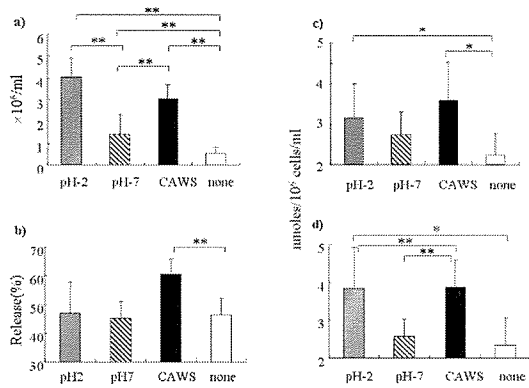 a)
×10⁶/ml
6
5
4
3
2
1
0
**
**
**
**
**
pH-2 pH-7 CAWS none
b)
Release(%)
70
60
50
40
30
**
pH2 pH7 CAWS none
nmoles/10⁶ cells/ml
c)
5
4
3
2
*
*
pH-2 pH-7 CAWS none
d)
5
4
3
2
*
**
**
pH-2 pH-7 CAWS none